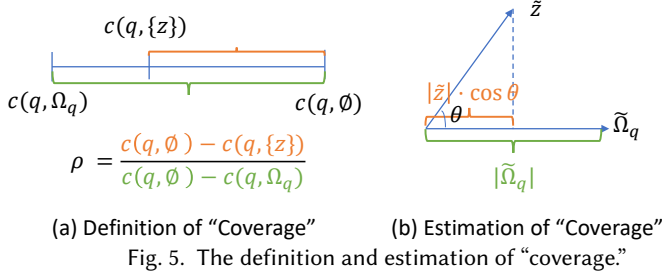 c(q,{z})
c(q,Ω_q) c(q,∅)
ρ = (c(q,∅) − c(q,{z})) / (c(q,∅) − c(q,Ω_q))
(a) Definition of "Coverage"
z̃
|z̃| · cos θ
θ
Ω̃_q
|Ω̃_q|
(b) Estimation of "Coverage"
Fig. 5. The definition and estimation of “coverage.”